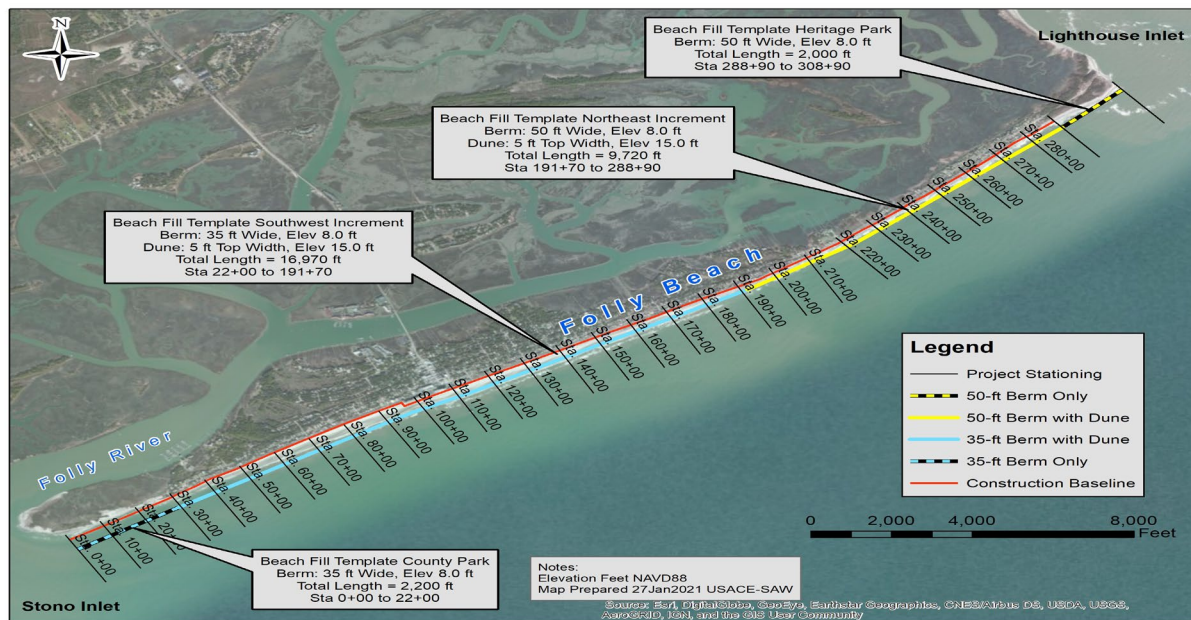 N
Lighthouse Inlet
Beach Fill Template Heritage Park
Berm: 50 ft Wide, Elev 8.0 ft
Total Length = 2,000 ft
Sta 288+90 to 308+90
Beach Fill Template Northeast Increment
Berm: 50 ft Wide, Elev 8.0 ft
Dune: 5 ft Top Width, Elev 15.0 ft
Total Length = 9,720 ft
Sta 191+70 to 288+90
Beach Fill Template Southwest Increment
Berm: 35 ft Wide, Elev 8.0 ft
Dune: 5 ft Top Width, Elev 15.0 ft
Total Length = 16,970 ft
Sta 22+00 to 191+70
Folly Beach
Folly River
Sta. 0+00
Sta. 10+00
Sta. 20+00
Sta. 30+00
Sta. 40+00
Sta. 50+00
Sta. 60+00
Sta. 70+00
Sta. 80+00
Sta. 90+00
Sta. 100+00
Sta. 110+00
Sta. 120+00
Sta. 130+00
Sta. 140+00
Sta. 150+00
Sta. 160+00
Sta. 170+00
Sta. 180+00
Sta. 190+00
Sta. 200+00
Sta. 210+00
Sta. 220+00
Sta. 230+00
Sta. 240+00
Sta. 250+00
Sta. 260+00
Sta. 270+00
Sta. 280+00
Legend
Project Stationing
50-ft Berm Only
50-ft Berm with Dune
35-ft Berm with Dune
35-ft Berm Only
Construction Baseline
0 2,000 4,000 8,000
Feet
Beach Fill Template County Park
Berm: 35 ft Wide, Elev 8.0 ft
Total Length = 2,200 ft
Sta 0+00 to 22+00
Stono Inlet
Notes:
Elevation Feet NAVD88
Map Prepared 27Jan2021 USACE-SAW
Source: Esri, DigitalGlobe, GeoEye, Earthstar Geographics, CNES/Airbus DS, USDA, USGS,
AeroGRID, IGN, and the GIS User Community